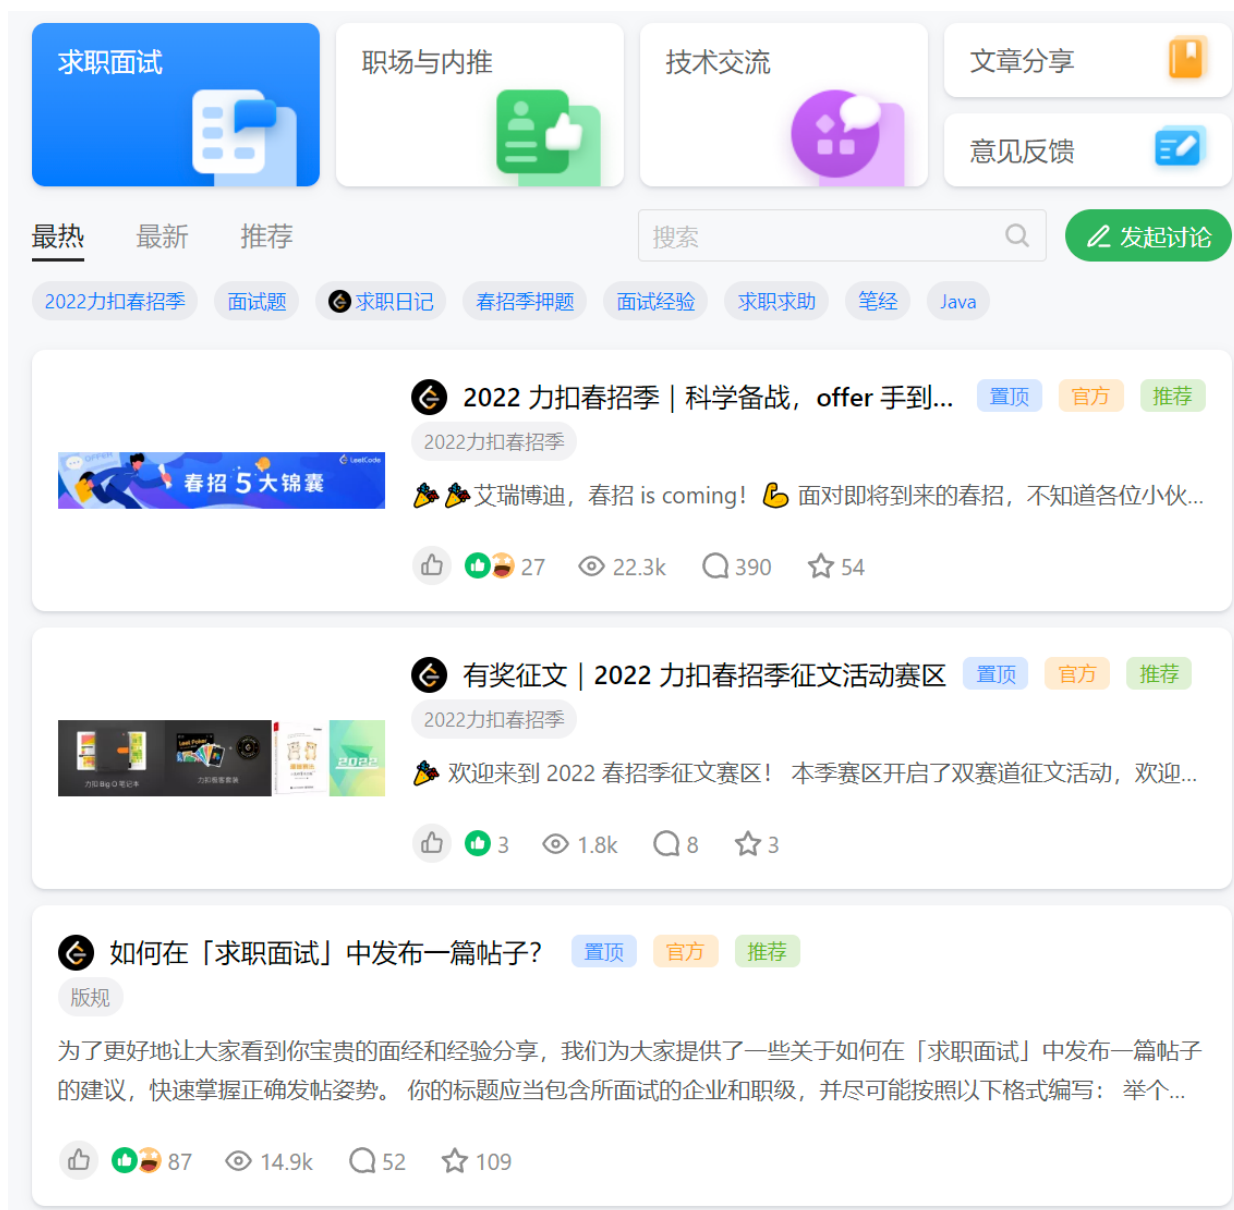 求职面试
职场与内推
技术交流
文章分享
意见反馈
最热 最新 推荐
搜索
发起讨论
2022力扣春招季 面试题 求职日记 春招季押题 面试经验 求职求助 笔经 Java
LeetCode
春招5大锦囊
2022 力扣春招季｜科学备战，offer 手到... 置顶 官方 推荐
2022力扣春招季
🎉 🎉 艾瑞博迪，春招 is coming！💪 面对即将到来的春招，不知道各位小伙...
27 22.3k 390 54
力扣 Big O 笔记本
力扣极客套装
2022
有奖征文｜2022 力扣春招季征文活动赛区 置顶 官方 推荐
2022力扣春招季
🎉 欢迎来到 2022 春招季征文赛区！ 本季赛区开启了双赛道征文活动，欢迎...
3 1.8k 8 3
如何在「求职面试」中发布一篇帖子？ 置顶 官方 推荐
版规
为了更好地让大家看到你宝贵的面经和经验分享，我们为大家提供了一些关于如何在「求职面试」中发布一篇帖子
的建议，快速掌握正确发帖姿势。 你的标题应当包含所面试的企业和职级，并尽可能按照以下格式编写： 举个...
87 14.9k 52 109